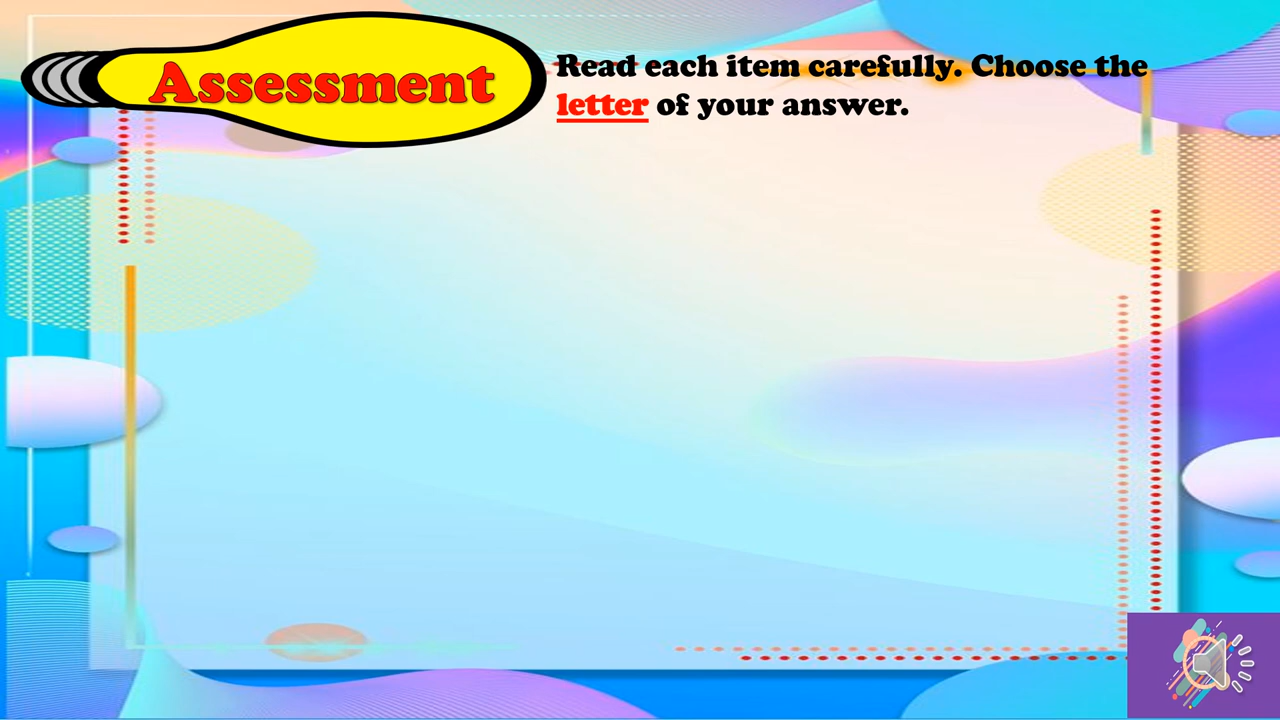 Assessment
Read each item carefully. Choose the
letter of your answer.